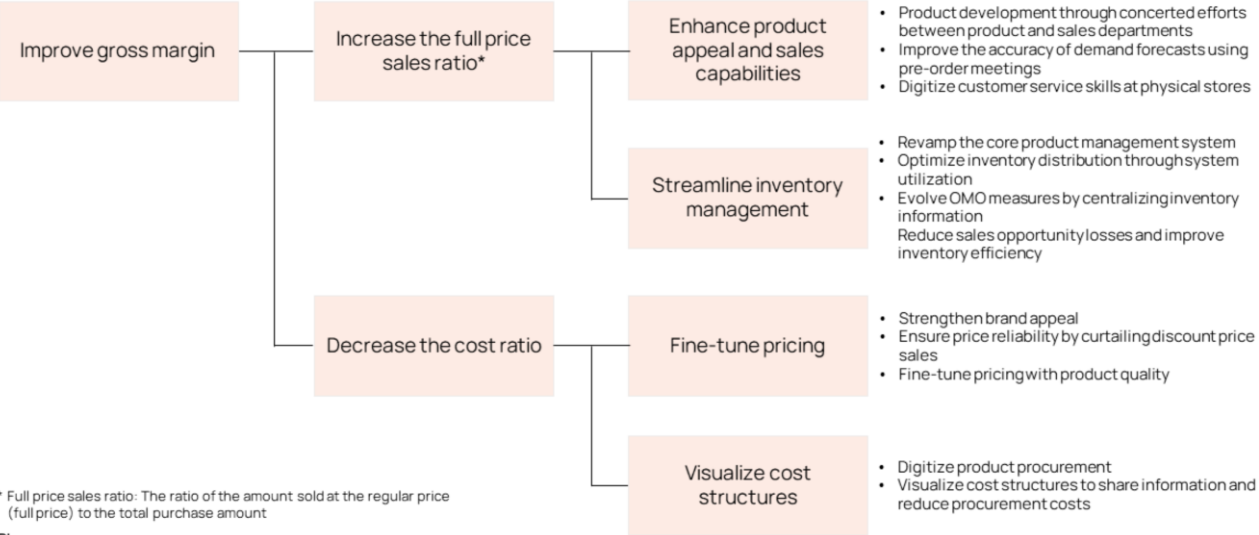 Improve gross margin
Increase the full price
sales ratio*
Enhance product
appeal and sales
capabilities
• Product development through concerted efforts
between product and sales departments
• Improve the accuracy of demand forecasts using
pre-order meetings
• Digitize customer service skills at physical stores
Streamline inventory
management
• Revamp the core product management system
• Optimize inventory distribution through system
utilization
• Evolve OMO measures by centralizing inventory
information
Reduce sales opportunity losses and improve
inventory efficiency
Decrease the cost ratio
Fine-tune pricing
• Strengthen brand appeal
• Ensure price reliability by curtailing discount price
sales
• Fine-tune pricing with product quality
Visualize cost
structures
• Digitize product procurement
• Visualize cost structures to share information and
reduce procurement costs
* Full price sales ratio: The ratio of the amount sold at the regular price
(full price) to the total purchase amount